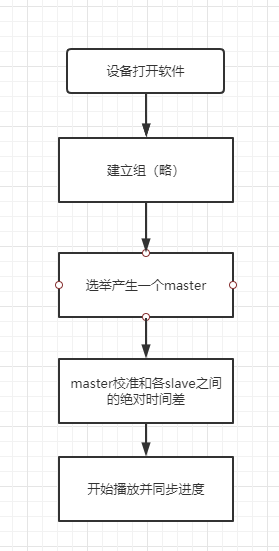 设备打开软件
建立组（略）
选举产生一个master
master校准和各slave之间
的绝对时间差
开始播放并同步进度